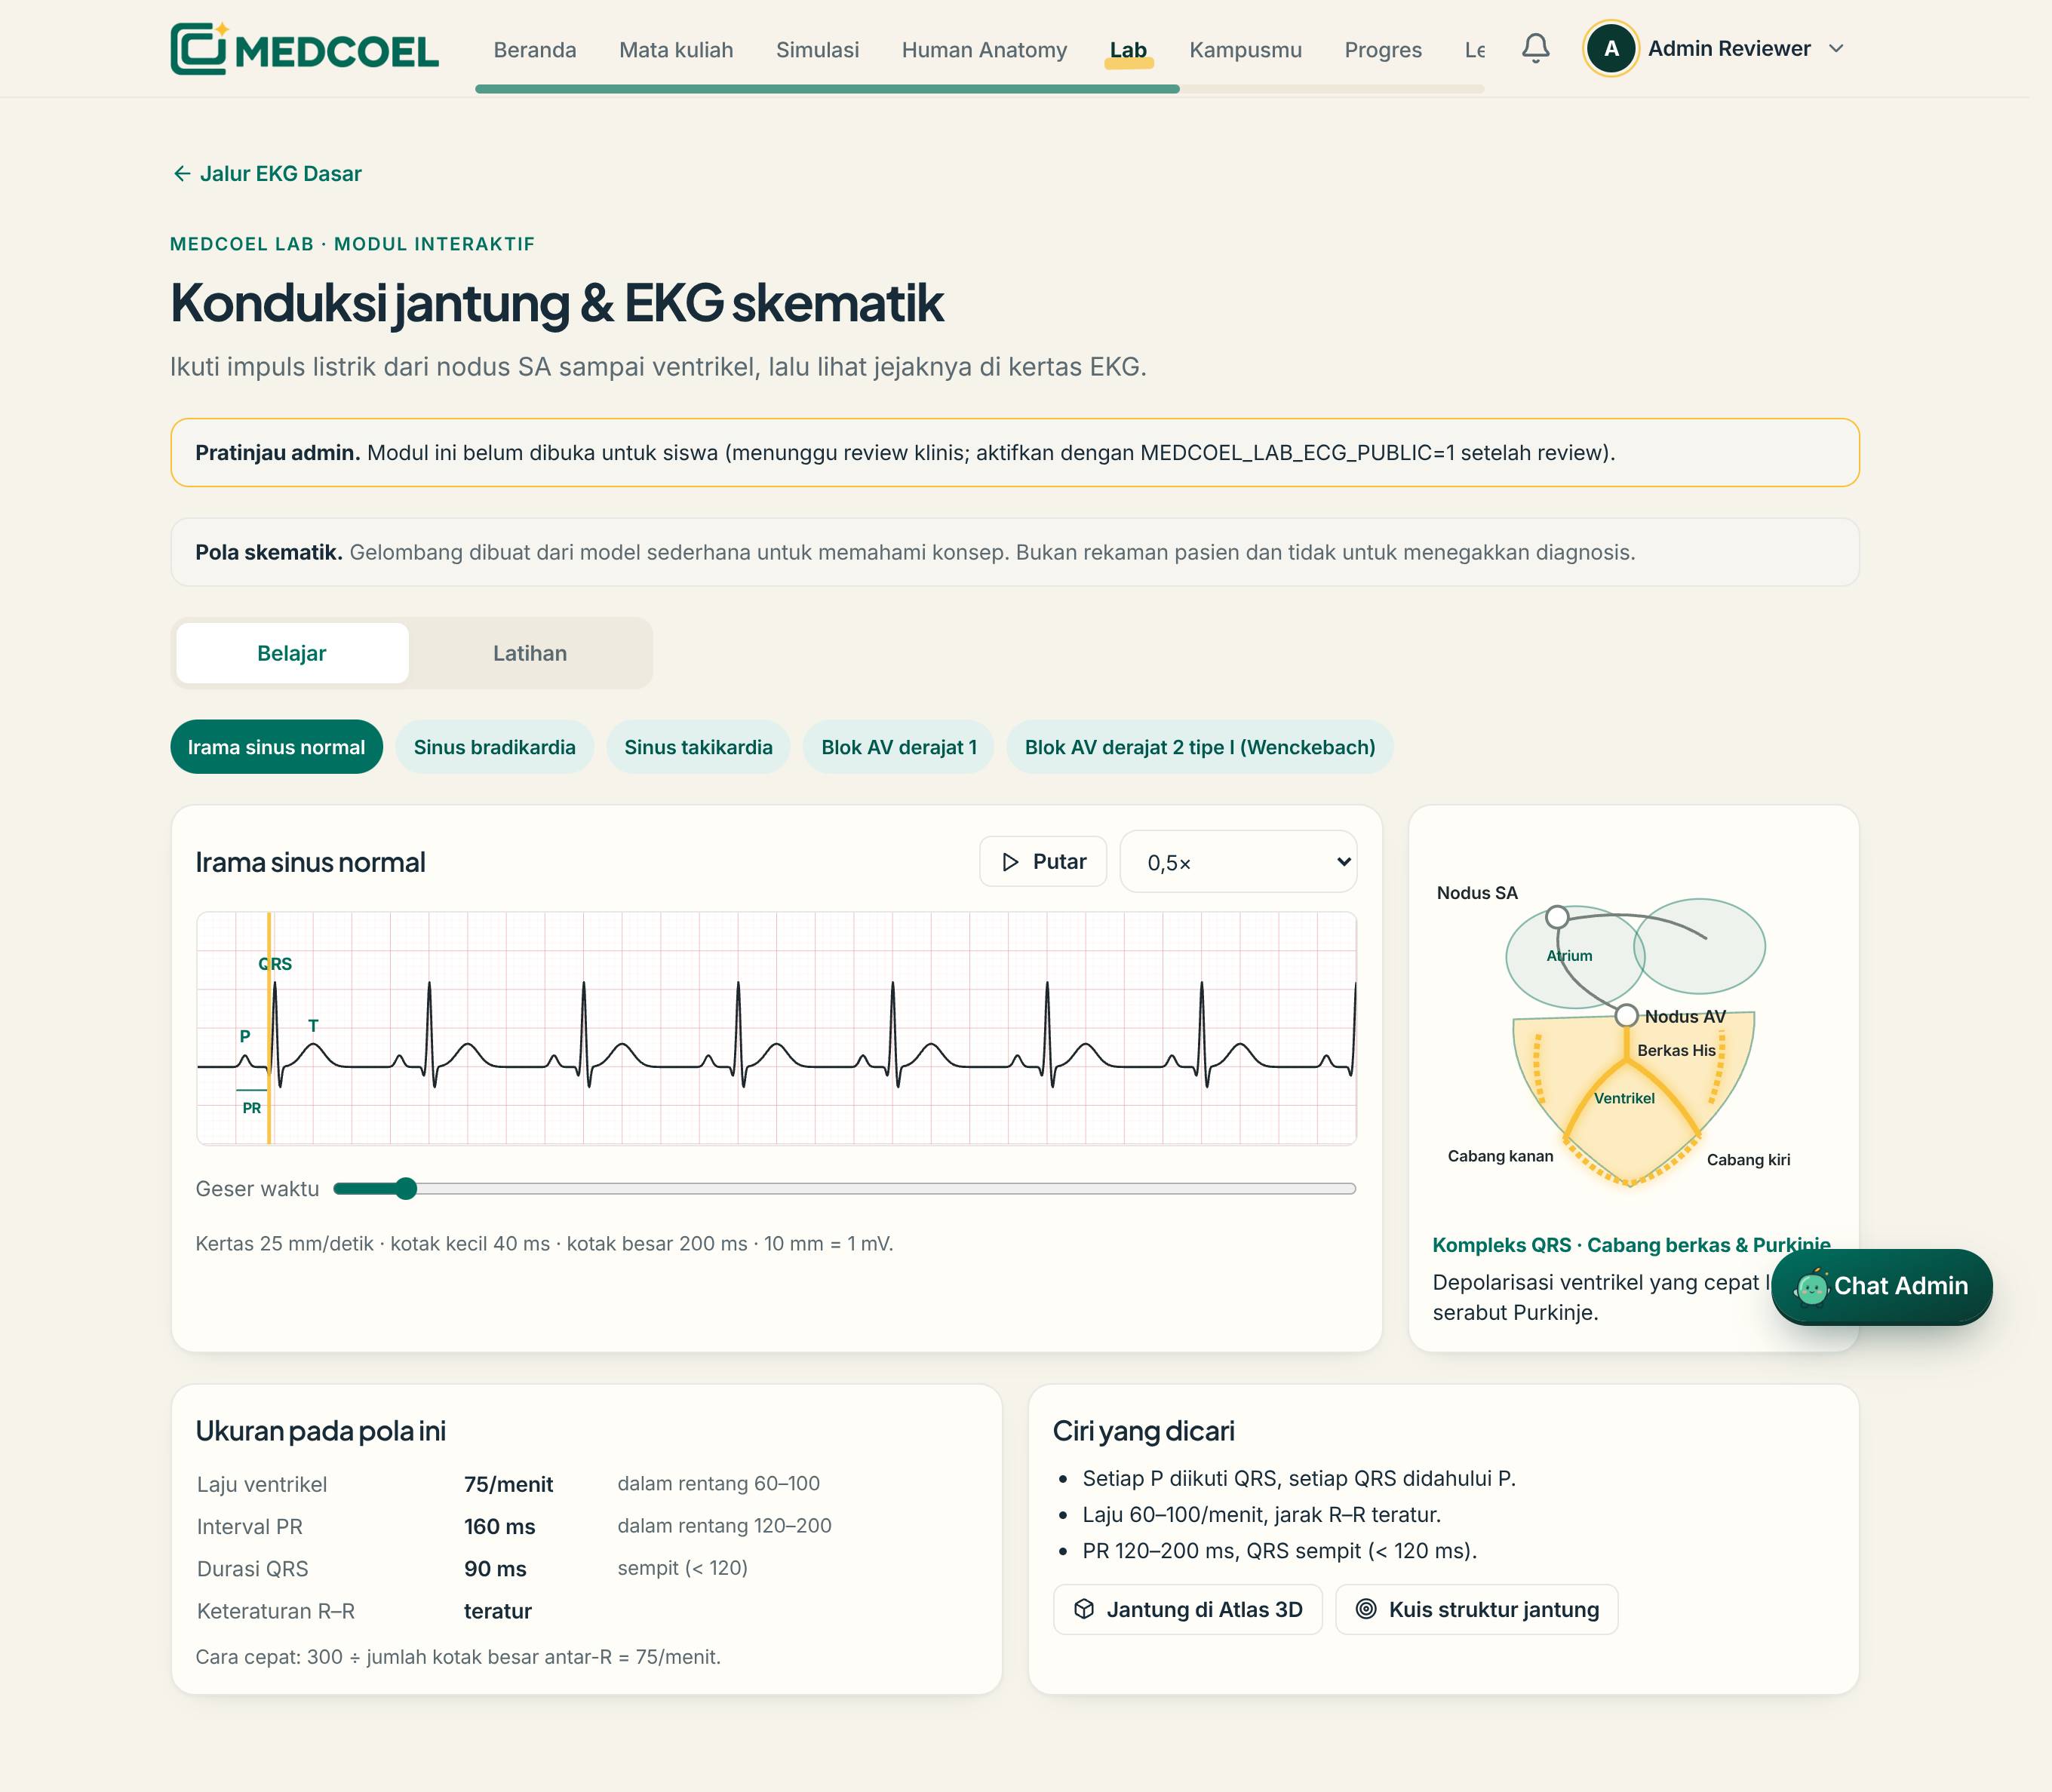 MEDCOEL
Beranda Mata kuliah Simulasi Human Anatomy Lab Kampusmu Progres Le
A Admin Reviewer
Jalur EKG Dasar
MEDCOEL LAB · MODUL INTERAKTIF
Konduksi jantung & EKG skematik
Ikuti impuls listrik dari nodus SA sampai ventrikel, lalu lihat jejaknya di kertas EKG.
Pratinjau admin. Modul ini belum dibuka untuk siswa (menunggu review klinis; aktifkan dengan MEDCOEL_LAB_ECG_PUBLIC=1 setelah review).
Pola skematik. Gelombang dibuat dari model sederhana untuk memahami konsep. Bukan rekaman pasien dan tidak untuk menegakkan diagnosis.
Belajar Latihan
Irama sinus normal Sinus bradikardia Sinus takikardia Blok AV derajat 1 Blok AV derajat 2 tipe I (Wenckebach)
Irama sinus normal
Putar 0,5×
QRS
P
T
PR
Geser waktu
Kertas 25 mm/detik · kotak kecil 40 ms · kotak besar 200 ms · 10 mm = 1 mV.
Nodus SA
Atrium
Nodus AV
Berkas His
Ventrikel
Cabang kanan
Cabang kiri
Kompleks QRS · Cabang berkas & Purkinje
Depolarisasi ventrikel yang cepat
serabut Purkinje.
Chat Admin
Ukuran pada pola ini
Laju ventrikel 75/menit dalam rentang 60–100
Interval PR 160 ms dalam rentang 120–200
Durasi QRS 90 ms sempit (< 120)
Keteraturan R–R teratur
Cara cepat: 300 ÷ jumlah kotak besar antar-R = 75/menit.
Ciri yang dicari
Setiap P diikuti QRS, setiap QRS didahului P.
Laju 60–100/menit, jarak R–R teratur.
PR 120–200 ms, QRS sempit (< 120 ms).
Jantung di Atlas 3D Kuis struktur jantung